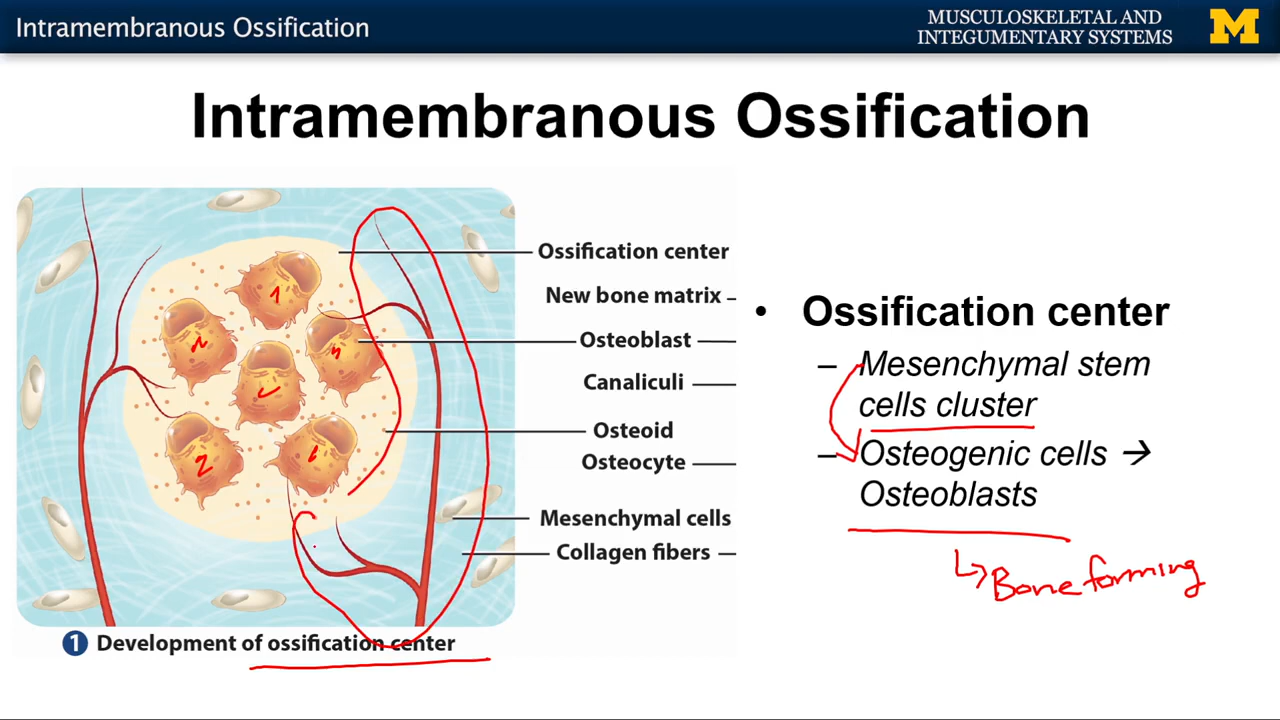 Intramembranous Ossification
MUSCULOSKELETAL AND
INTEGUMENTARY SYSTEMS
M
Intramembranous Ossification
Ossification center
New bone matrix
Osteoblast
Canaliculi
Osteoid
Osteocyte
Mesenchymal cells
Collagen fibers
1 Development of ossification center
• Ossification center
– Mesenchymal stem
cells cluster
– Osteogenic cells →
Osteoblasts
↳ Bone forming